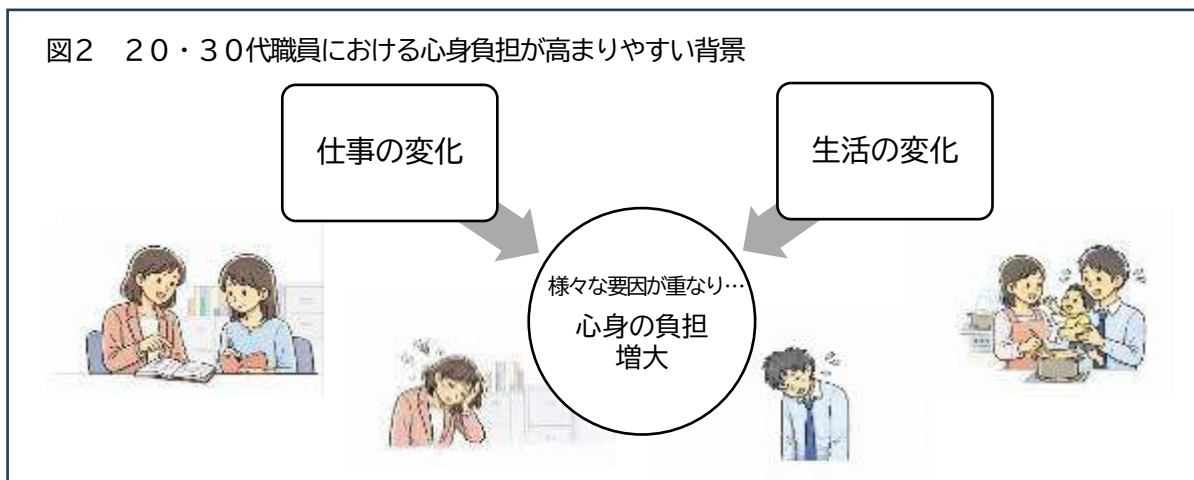 図2　20・30代職員における心身負担が高まりやすい背景
仕事の変化
生活の変化
様々な要因が重なり…
心身の負担
増大